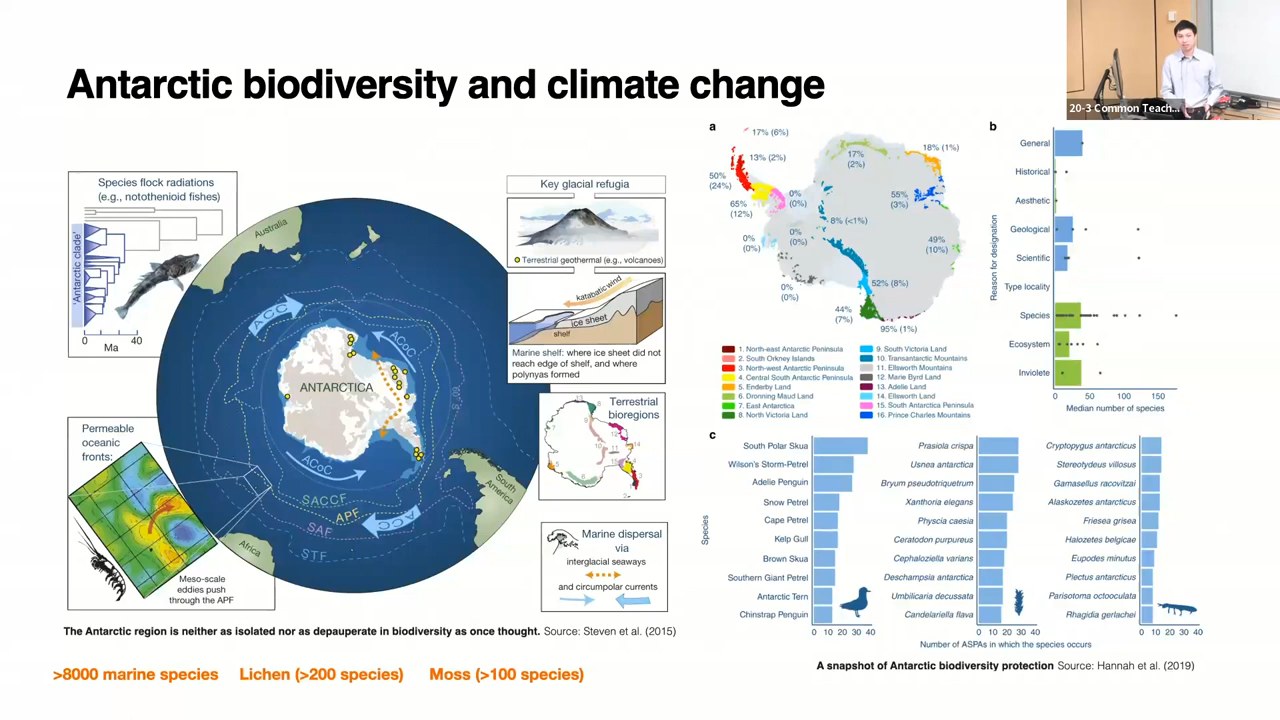 20-3 Common Teach...
Antarctic biodiversity and climate change
Species flock radiations
(e.g., notothenioid fishes)
'Antarctic clade'
0
40
Ma
Australia
ACC
ACoC
ANTARCTICA
60° S
ACoC
SACCF
APF
SAF
ACC
STF
South
America
Africa
Permeable
oceanic
fronts:
Meso-scale
eddies push
through the APF
Key glacial refugia
Terrestrial geothermal (e.g., volcanoes)
katabatic wind
ice sheet
shelf
Marine shelf: where ice sheet did not
reach edge of shelf, and where
polynyas formed
Terrestrial
bioregions
Marine dispersal
via
interglacial seaways
and circumpolar currents
The Antarctic region is neither as isolated nor as depauperate in biodiversity as once thought. Source: Steven et al. (2015)
>8000 marine species
Lichen (>200 species)
Moss (>100 species)
a
17% (6%)
13% (2%)
50%
(24%)
65%
(12%)
0%
(0%)
17%
(2%)
18% (1%)
55%
(3%)
8% (<1%)
0%
(0%)
0%
(0%)
49%
(10%)
0%
(0%)
52% (8%)
44%
(7%)
95% (1%)
1. North-east Antarctic Peninsula
2. South Orkney Islands
3. North-west Antarctic Peninsula
4. Central South Antarctic Peninsula
5. Enderby Land
6. Dronning Maud Land
7. East Antarctica
8. North Victoria Land
9. South Victoria Land
10. Transantarctic Mountains
11. Ellsworth Mountains
12. Marie Byrd Land
13. Adelie Land
14. Ellsworth Land
15. South Antarctica Peninsula
16. Prince Charles Mountains
b
Reason for designation
General
Historical
Aesthetic
Geological
Scientific
Type locality
Species
Ecosystem
Inviolete
0 50 100 150
Median number of species
c
Species
South Polar Skua
Wilson's Storm-Petrel
Adelie Penguin
Snow Petrel
Cape Petrel
Kelp Gull
Brown Skua
Southern Giant Petrel
Antarctic Tern
Chinstrap Penguin
0 10 20 30 40
Prasiola crispa
Usnea antarctica
Bryum pseudotriquetrum
Xanthoria elegans
Physcia caesia
Ceratodon purpureus
Cephaloziella varians
Deschampsia antarctica
Umbilicaria decussata
Candelariella flava
0 10 20 30 40
Cryptopygus antarcticus
Stereotydeus villosus
Gamasellus racovitzai
Alaskozetes antarcticus
Friesea grisea
Halozetes belgicae
Eupodes minutus
Plectus antarcticus
Parisotoma octooculata
Rhagidia gerlachei
0 10 20 30 40
Number of ASPAs in which the species occurs
A snapshot of Antarctic biodiversity protection Source: Hannah et al. (2019)